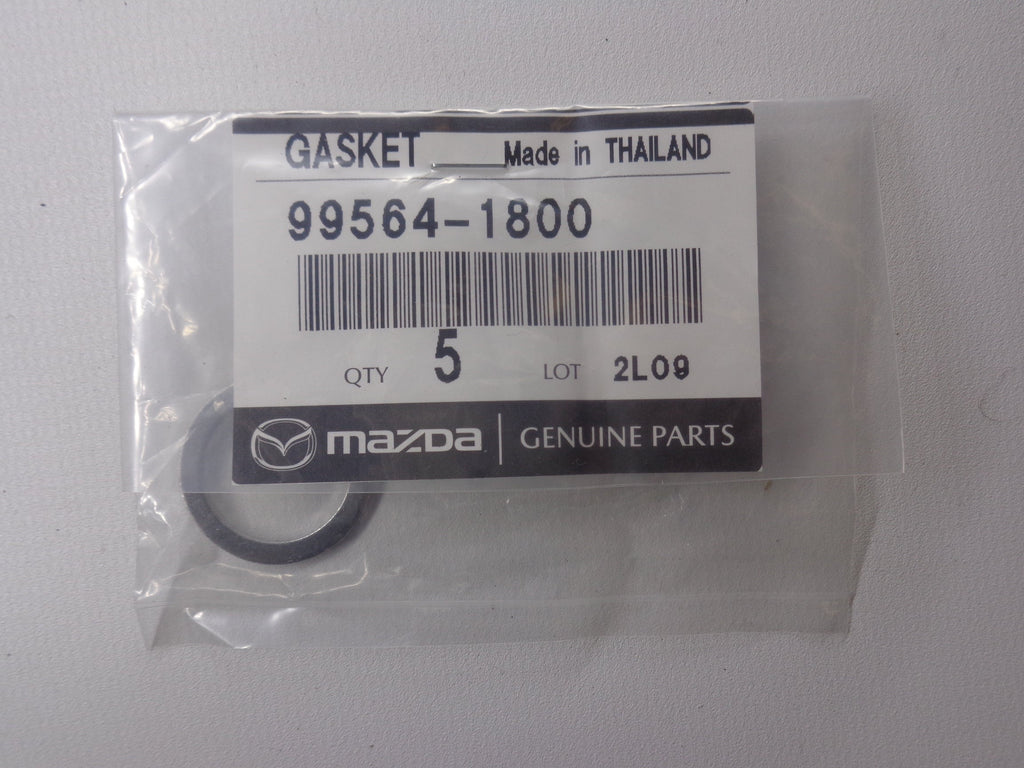 GASKET Made in THAILAND
99564-1800
QTY 5 LOT 2L09
mazda GENUINE PARTS